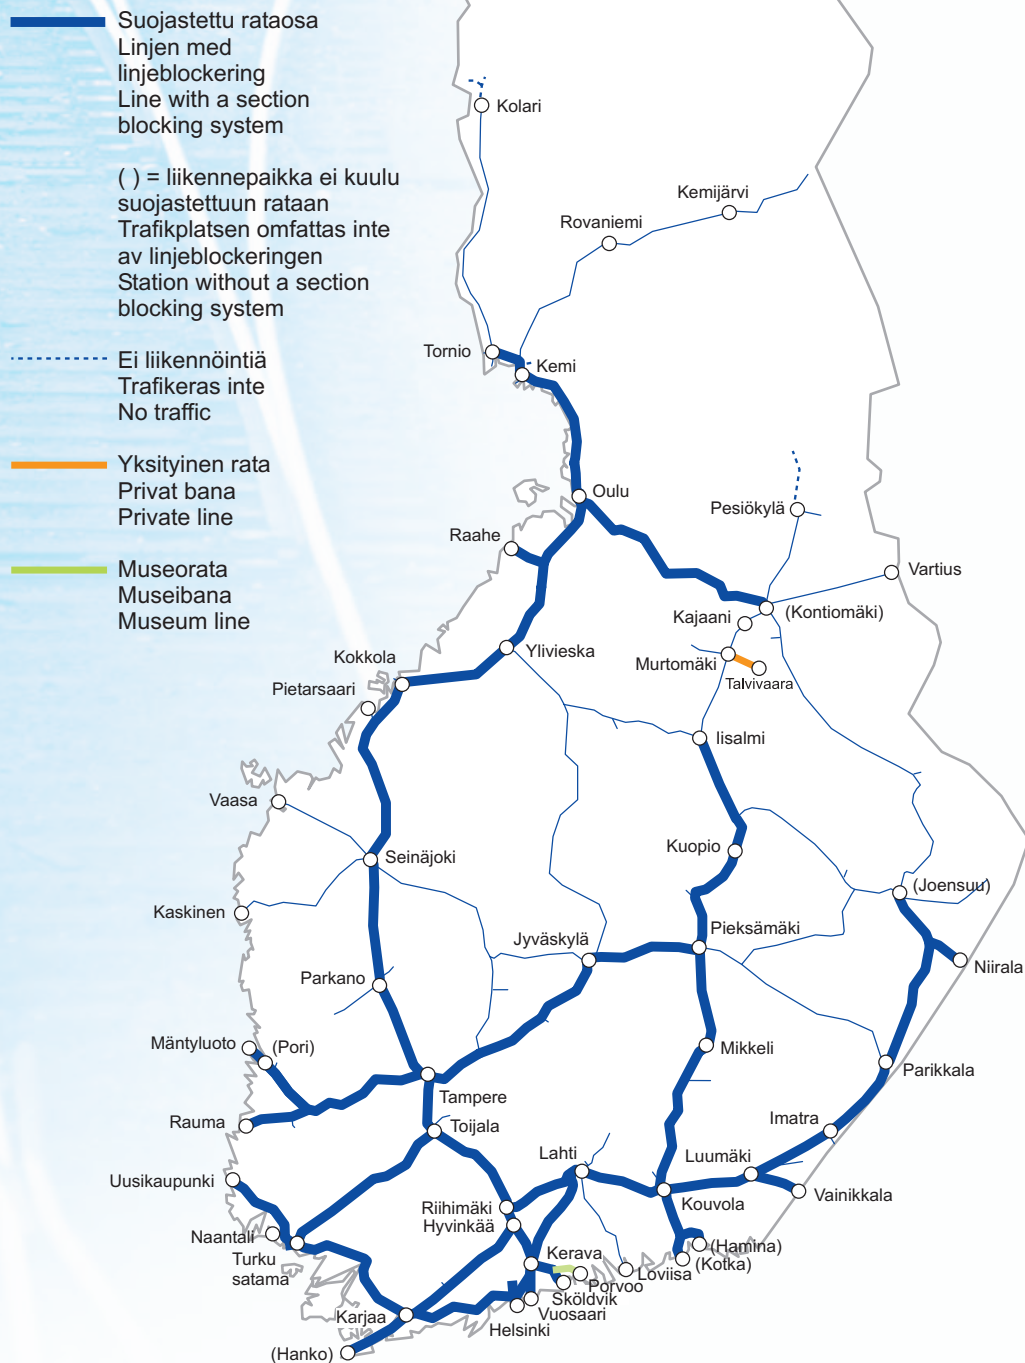 Suojastettu rataosa
Linjen med
linjeblockering
Line with a section
blocking system
( ) = liikennepaikka ei kuulu
suojastettuun rataan
Trafikplatsen omfattas inte
av linjeblockeringen
Station without a section
blocking system
Ei liikennöintiä
Trafikeras inte
No traffic
Yksityinen rata
Privat bana
Private line
Museorata
Museibana
Museum line
Kolari
Kemijärvi
Rovaniemi
Tornio
Kemi
Oulu
Pesiökylä
Raahe
Vartius
Kajaani
(Kontiomäki)
Ylivieska
Murtomäki
Kokkola
Talvivaara
Pietarsaari
Iisalmi
Vaasa
Kuopio
Seinäjoki
(Joensuu)
Kaskinen
Jyväskylä
Pieksämäki
Niirala
Parkano
Mäntyluoto
(Pori)
Mikkeli
Parikkala
Tampere
Rauma
Toijala
Imatra
Lahti
Luumäki
Uusikaupunki
Vainikkala
Riihimäki
Kouvola
Hyvinkää
Naantali
Turku
satama
(Hamina)
Kerava
(Kotka)
Loviisa
Porvoo
Sköldvik
Vuosaari
Karjaa
Helsinki
(Hanko)